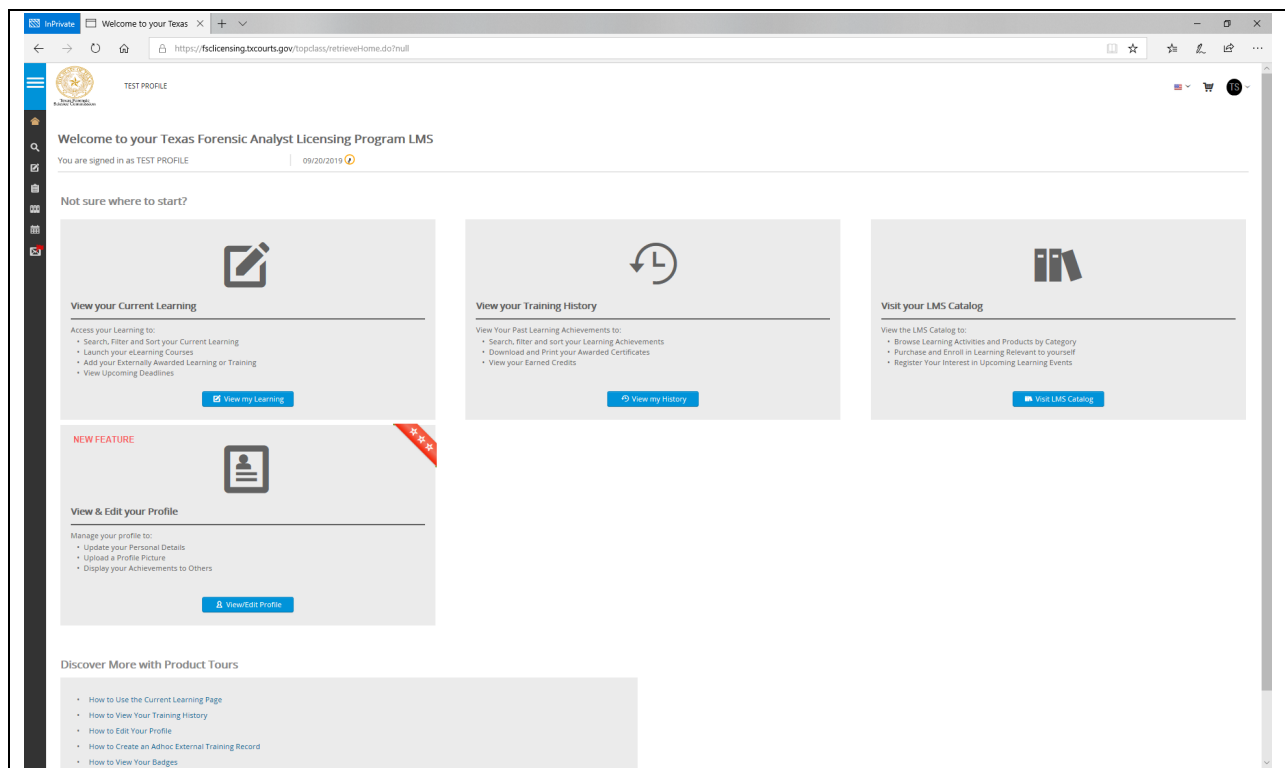 InPrivate
Welcome to your Texas
https://fsclicensing.txcourts.gov/topclass/retrieveHome.do?null
Texas Forensic
Science Commission
TEST PROFILE
TS
Welcome to your Texas Forensic Analyst Licensing Program LMS
You are signed in as TEST PROFILE
09/20/2019
Not sure where to start?
View your Current Learning
Access your Learning to:
• Search, Filter and Sort your Current Learning
• Launch your eLearning Courses
• Add your Externally Awarded Learning or Training
• View Upcoming Deadlines
View my Learning
View your Training History
View Your Past Learning Achievements to:
• Search, filter and sort your Learning Achievements
• Download and Print your Awarded Certificates
• View your Earned Credits
View my History
Visit your LMS Catalog
View the LMS Catalog to:
• Browse Learning Activities and Products by Category
• Purchase and Enroll in Learning Relevant to yourself
• Register Your Interest in Upcoming Learning Events
Visit LMS Catalog
NEW FEATURE
View & Edit your Profile
Manage your profile to:
• Update your Personal Details
• Upload a Profile Picture
• Display your Achievements to Others
View/Edit Profile
Discover More with Product Tours
• How to Use the Current Learning Page
• How to View Your Training History
• How to Edit Your Profile
• How to Create an Adhoc External Training Record
• How to View Your Badges